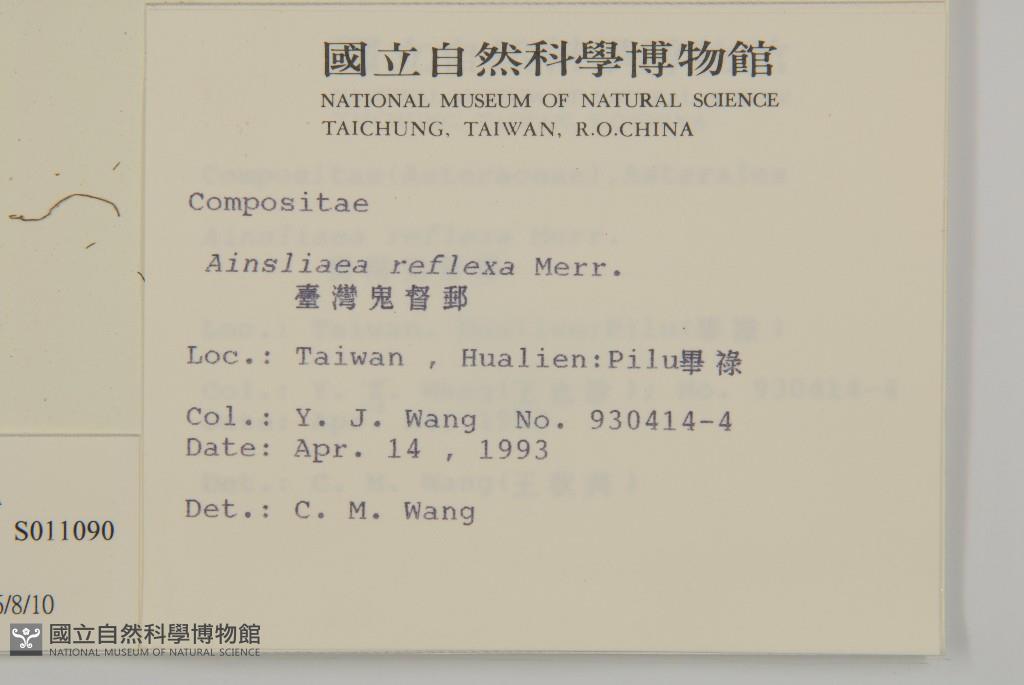 國立自然科學博物館
NATIONAL MUSEUM OF NATURAL SCIENCE
TAICHUNG, TAIWAN, R.O.CHINA
Compositae
Ainsliaea reflexa Merr.
臺灣鬼督郵
Loc.: Taiwan , Hualien:Pilu畢祿
Col.: Y. J. Wang No. 930414-4
Date: Apr. 14 , 1993
Det.: C. M. Wang
S011090
/8/10
國立自然科學博物館
NATIONAL MUSEUM OF NATURAL SCIENCE